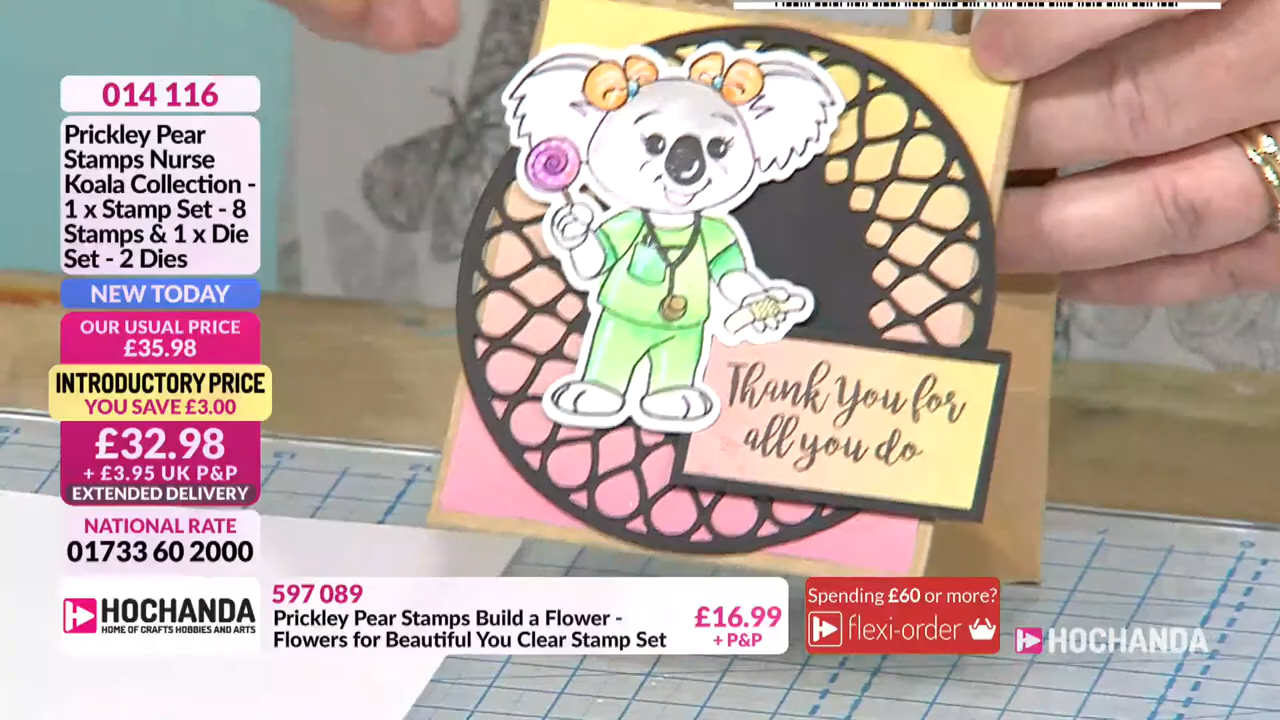 014 116
Prickley Pear
Stamps Nurse
Koala Collection -
1 x Stamp Set - 8
Stamps & 1 x Die
Set - 2 Dies
NEW TODAY
OUR USUAL PRICE
£35.98
INTRODUCTORY PRICE
YOU SAVE £3.00
£32.98
+ £3.95 UK P&P
EXTENDED DELIVERY
NATIONAL RATE
01733 60 2000
Thank You for
all you do
HOCHANDA
HOME OF CRAFTS HOBBIES AND ARTS
597 089
Prickley Pear Stamps Build a Flower -
Flowers for Beautiful You Clear Stamp Set
£16.99
+ P&P
Spending £60 or more?
flexi-order
HOCHANDA